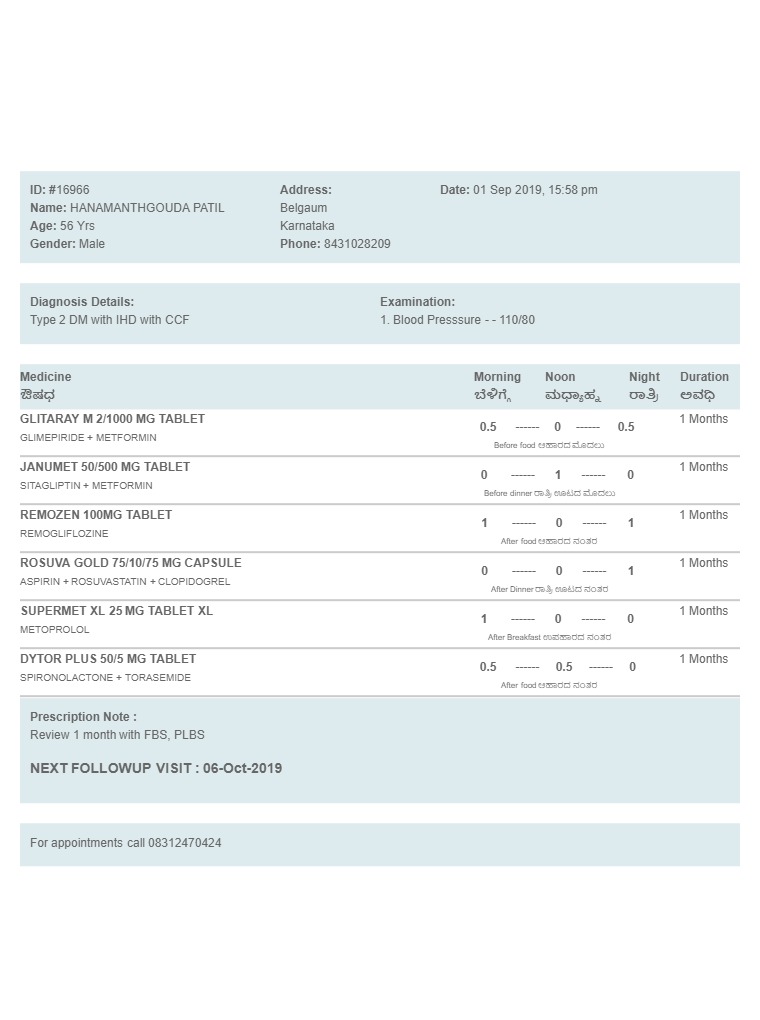 ID: #16966
Name: HANAMANTHGOUDA PATIL
Age: 56 Yrs
Gender: Male
Address:
Belgaum
Karnataka
Phone: 8431028209
Date: 01 Sep 2019, 15:58 pm
Diagnosis Details:
Type 2 DM with IHD with CCF
Examination:
1. Blood Presssure - - 110/80
Medicine Morning Noon Night Duration
ಔಷಧ ಬೆಳಿಗ್ಗೆ ಮಧ್ಯಾಹ್ನ ರಾತ್ರಿ ಅವಧಿ
GLITARAY M 2/1000 MG TABLET
GLIMEPIRIDE + METFORMIN
0.5 ------ 0 ------ 0.5
Before food ಆಹಾರದ ಮೊದಲು
1 Months
JANUMET 50/500 MG TABLET
SITAGLIPTIN + METFORMIN
0 ------ 1 ------ 0
Before dinner ರಾತ್ರಿ ಊಟದ ಮೊದಲು
1 Months
REMOZEN 100MG TABLET
REMOGLIFLOZINE
1 ------ 0 ------ 1
After food ಆಹಾರದ ನಂತರ
1 Months
ROSUVA GOLD 75/10/75 MG CAPSULE
ASPIRIN + ROSUVASTATIN + CLOPIDOGREL
0 ------ 0 ------ 1
After Dinner ರಾತ್ರಿ ಊಟದ ನಂತರ
1 Months
SUPERMET XL 25 MG TABLET XL
METOPROLOL
1 ------ 0 ------ 0
After Breakfast ಉಪಹಾರದ ನಂತರ
1 Months
DYTOR PLUS 50/5 MG TABLET
SPIRONOLACTONE + TORASEMIDE
0.5 ------ 0.5 ------ 0
After food ಆಹಾರದ ನಂತರ
1 Months
Prescription Note :
Review 1 month with FBS, PLBS
NEXT FOLLOWUP VISIT : 06-Oct-2019
For appointments call 08312470424